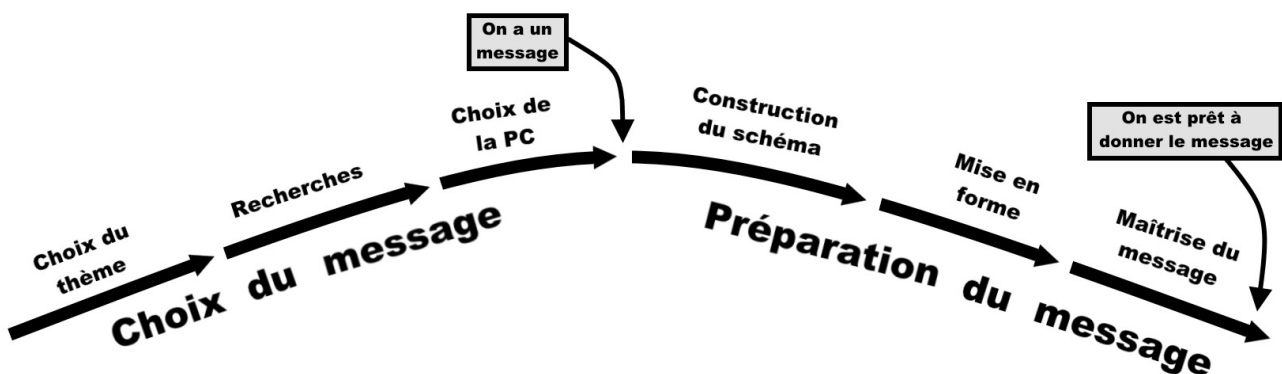 On a un
message
Choix de
la PC
Construction
du schéma
On est prêt à
donner le message
Recherches
Mise en
forme
Choix du
thème
Maîtrise du
message
Choix du message
Préparation du message